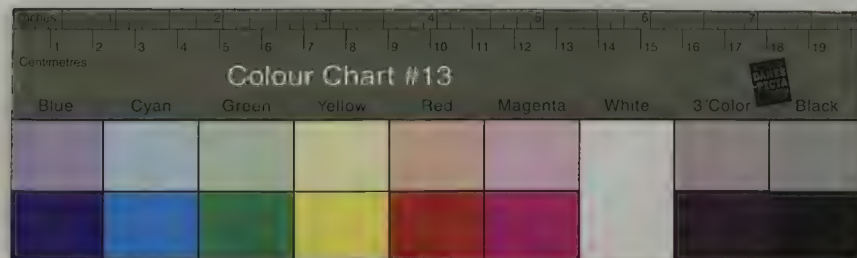 Inches 1 2 3 4 5 6 7
1 2 3 4 5 6 7 8 9 10 11 12 13 14 15 16 17 18 19
Centimetres
Colour Chart #13
Blue Cyan Green Yellow Red Magenta White 3/Color Black